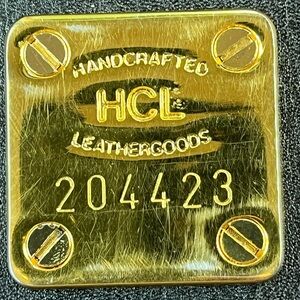 HANDCRAFTED
HCL
LEATHERGOODS
204423